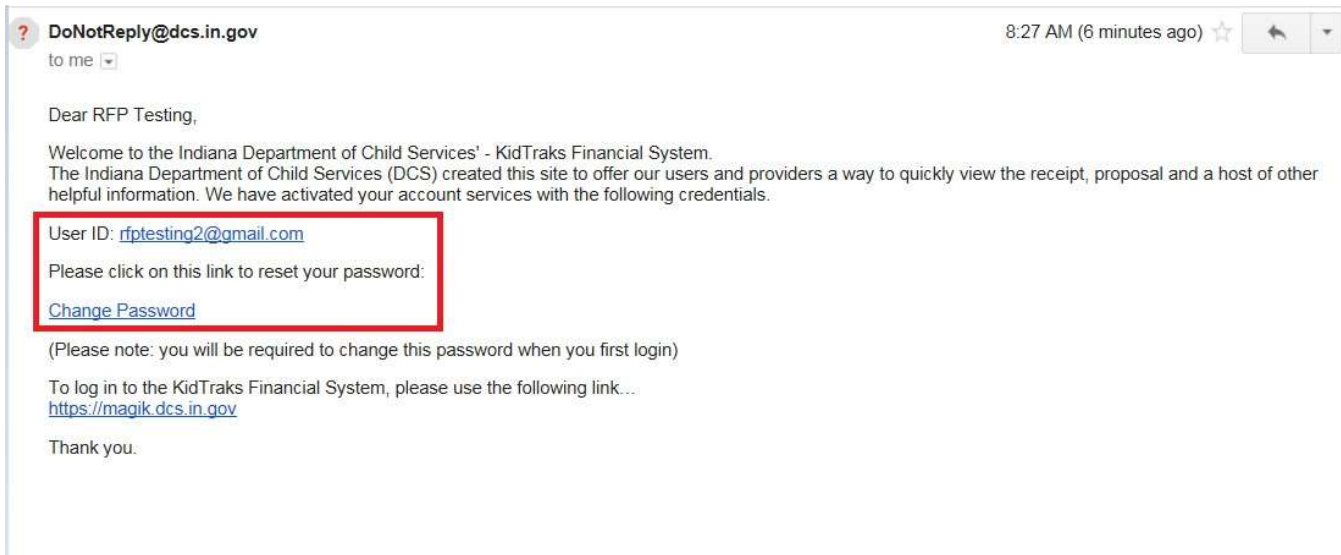 DoNotReply@dcs.in.gov
8:27 AM (6 minutes ago)
to me
Dear RFP Testing,
Welcome to the Indiana Department of Child Services' - KidTraks Financial System.
The Indiana Department of Child Services (DCS) created this site to offer our users and providers a way to quickly view the receipt, proposal and a host of other
helpful information. We have activated your account services with the following credentials.
User ID: rfptesting2@gmail.com
Please click on this link to reset your password:
Change Password
(Please note: you will be required to change this password when you first login)
To log in to the KidTraks Financial System, please use the following link…
https://magik.dcs.in.gov
Thank you.